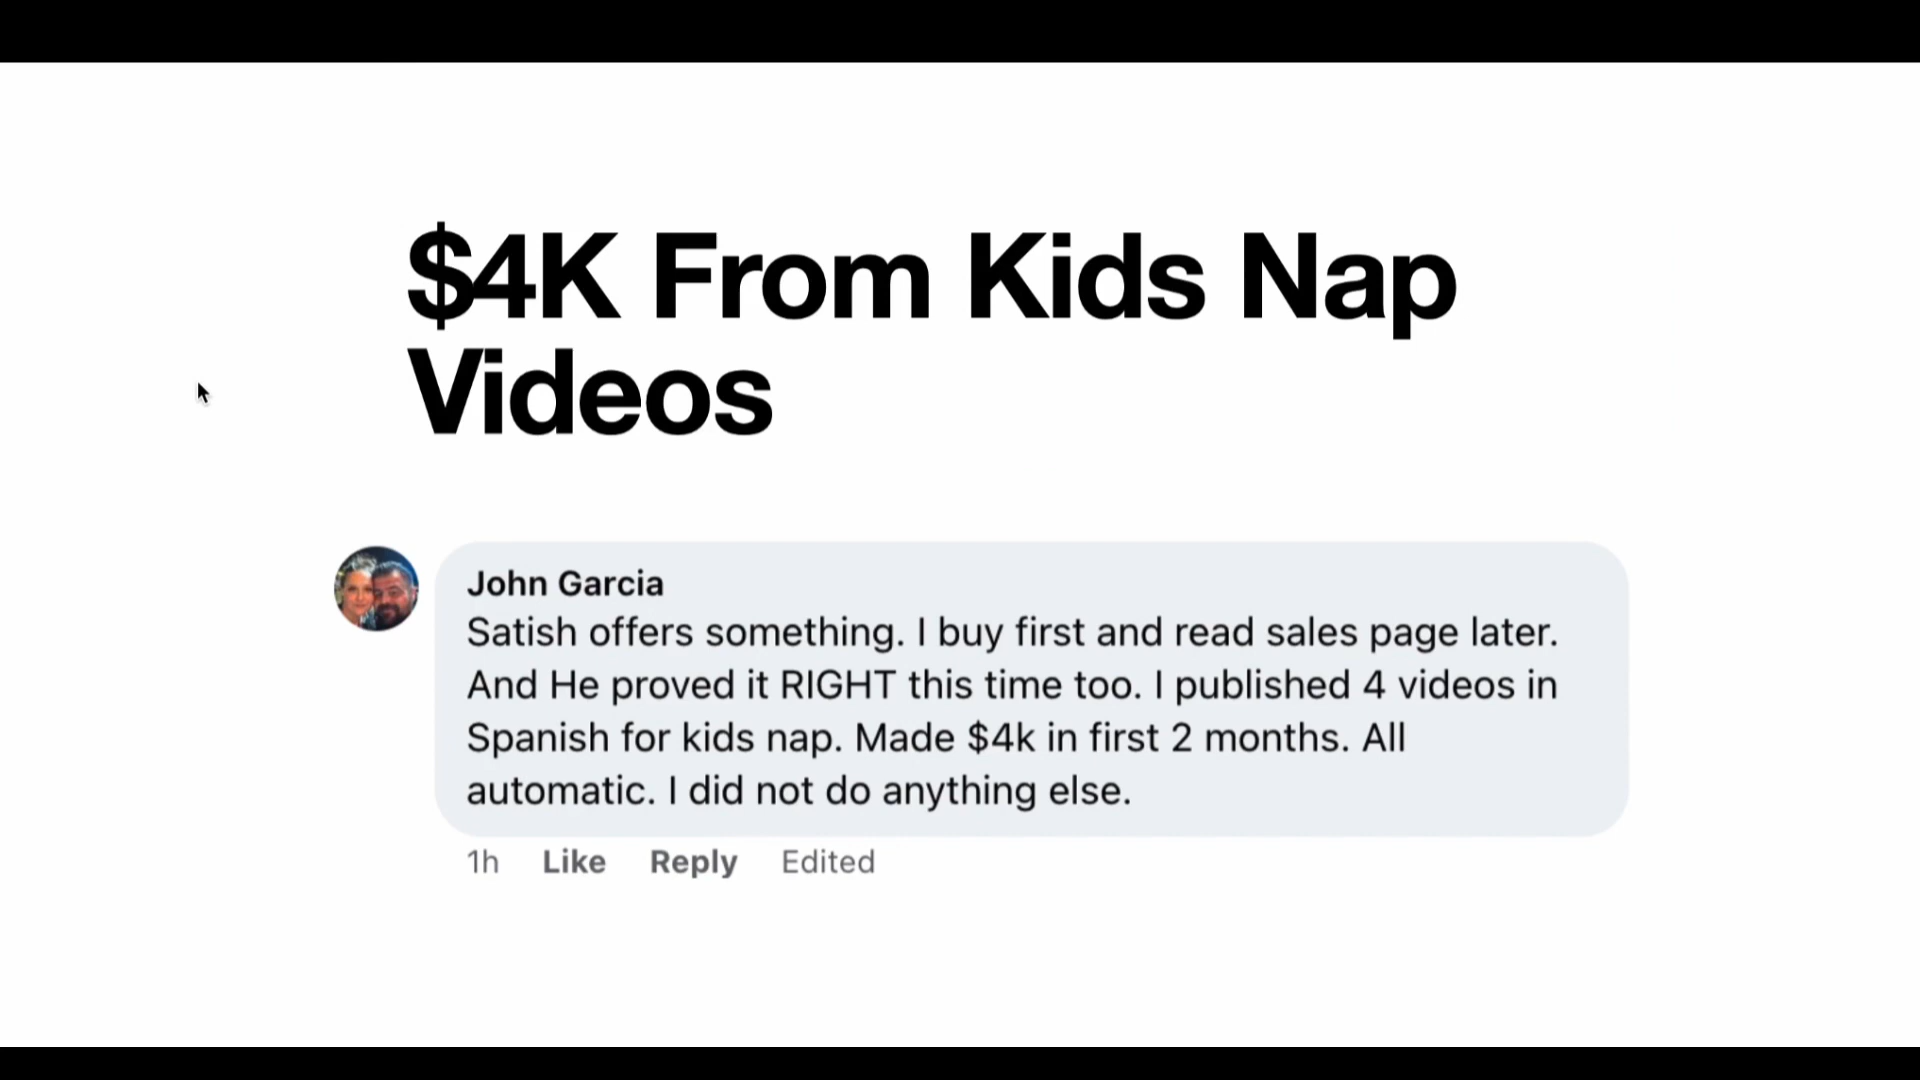 $4K From Kids Nap
Videos
John Garcia
Satish offers something. I buy first and read sales page later.
And He proved it RIGHT this time too. I published 4 videos in
Spanish for kids nap. Made $4k in first 2 months. All
automatic. I did not do anything else.
1h Like Reply Edited